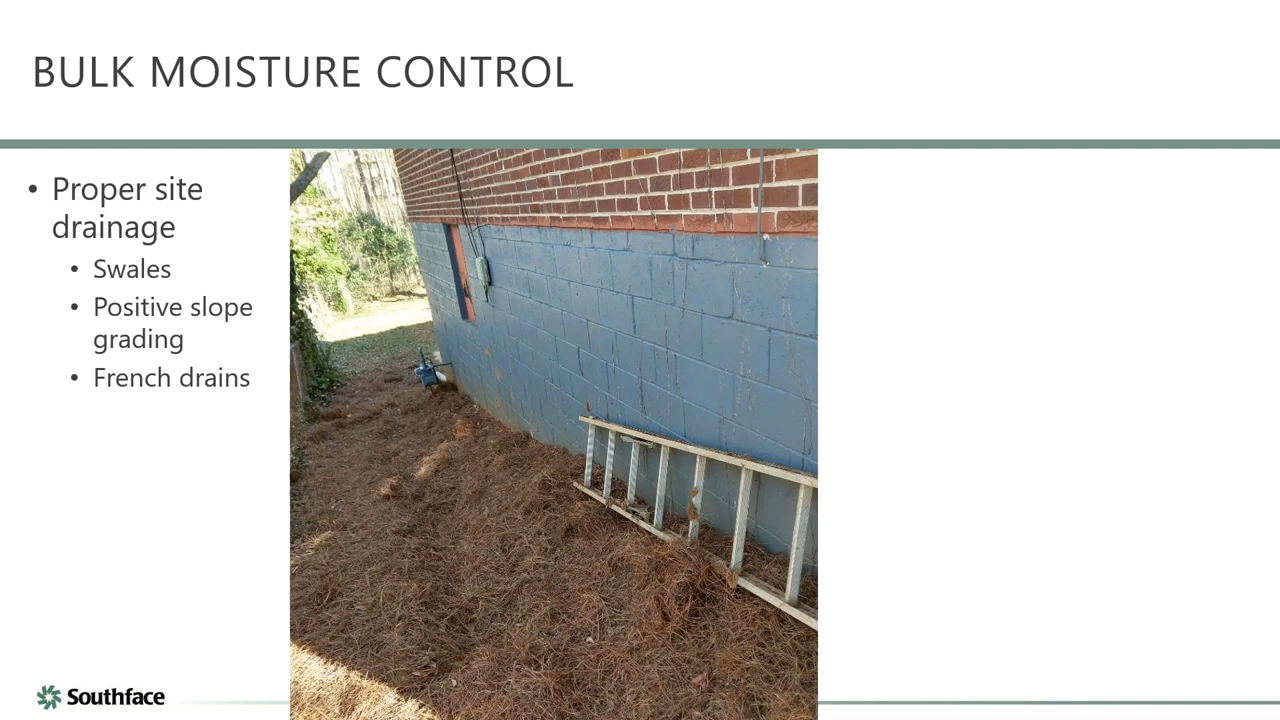 BULK MOISTURE CONTROL
• Proper site
drainage
• Swales
• Positive slope
grading
• French drains
Southface